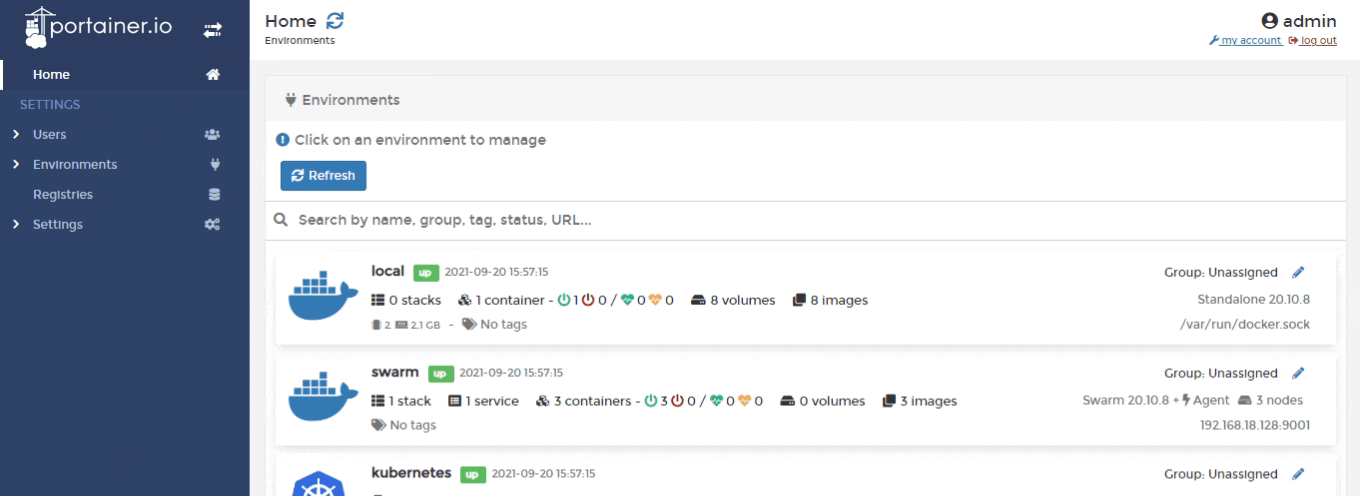 portainer.io
Home
SETTINGS
Users
Environments
Registries
Settings
Home
Environments
admin
my account log out
Environments
Click on an environment to manage
Refresh
Search by name, group, tag, status, URL...
local up 2021-09-20 15:57:15 Group: Unassigned
0 stacks 1 container - 1 0 / 0 0 8 volumes 8 images Standalone 20.10.8
2 2.1 GB - No tags /var/run/docker.sock
swarm up 2021-09-20 15:57:15 Group: Unassigned
1 stack 1 service 3 containers - 3 0 / 0 0 0 volumes 3 images Swarm 20.10.8 + Agent 3 nodes
No tags 192.168.18.128:9001
kubernetes up 2021-09-20 15:57:15 Group: Unassigned